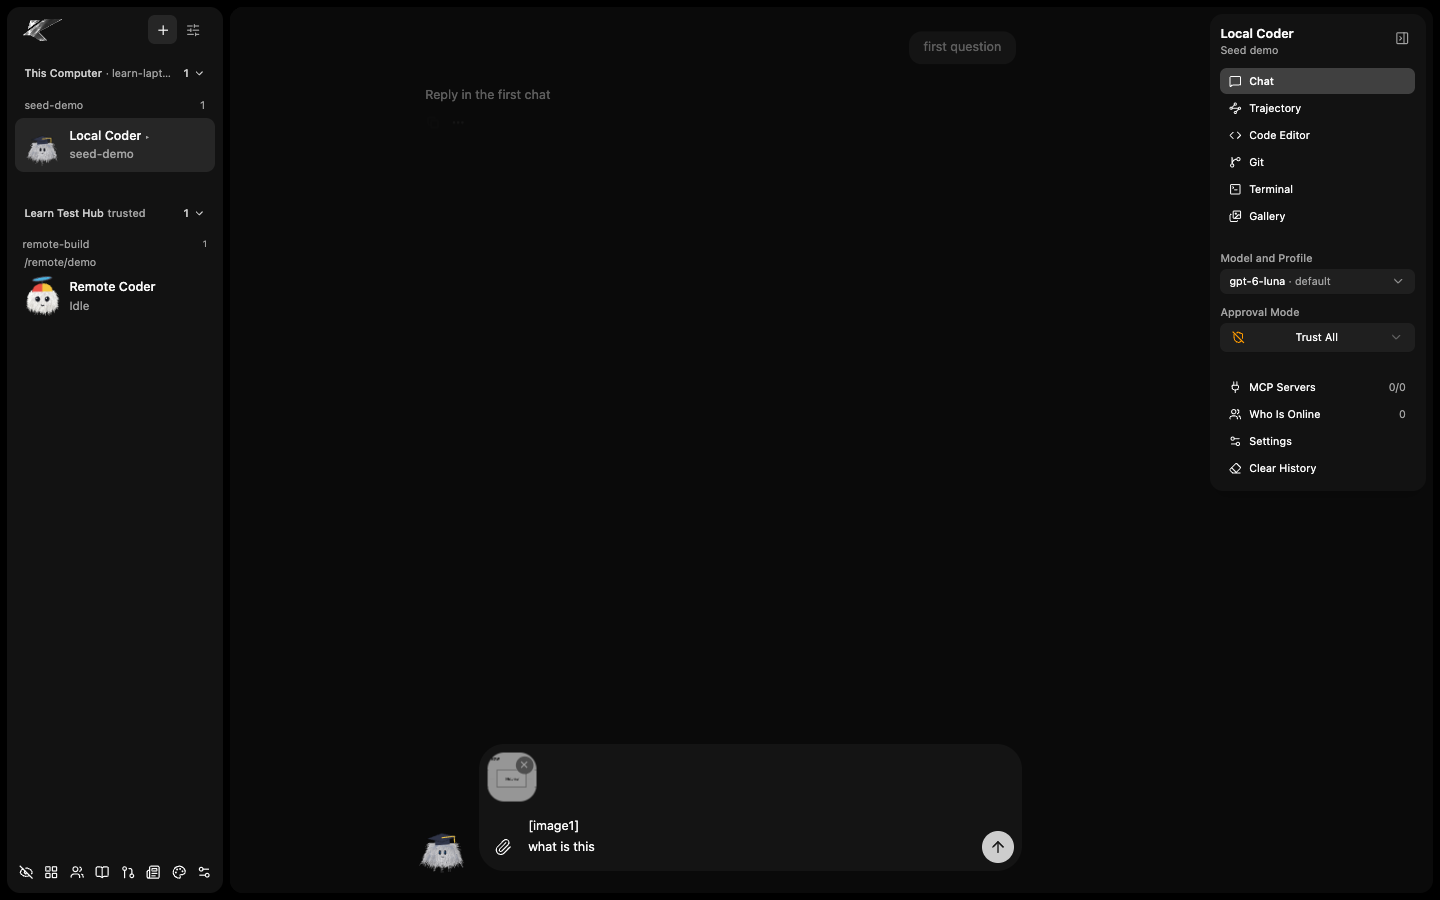 This Computer · learn-lapt... 1
seed-demo 1
Local Coder
seed-demo
Learn Test Hub trusted 1
remote-build 1
/remote/demo
Remote Coder
Idle
first question
Reply in the first chat
[image1]
what is this
Local Coder
Seed demo
Chat
Trajectory
Code Editor
Git
Terminal
Gallery
Model and Profile
gpt-6-luna · default
Approval Mode
Trust All
MCP Servers 0/0
Who Is Online 0
Settings
Clear History